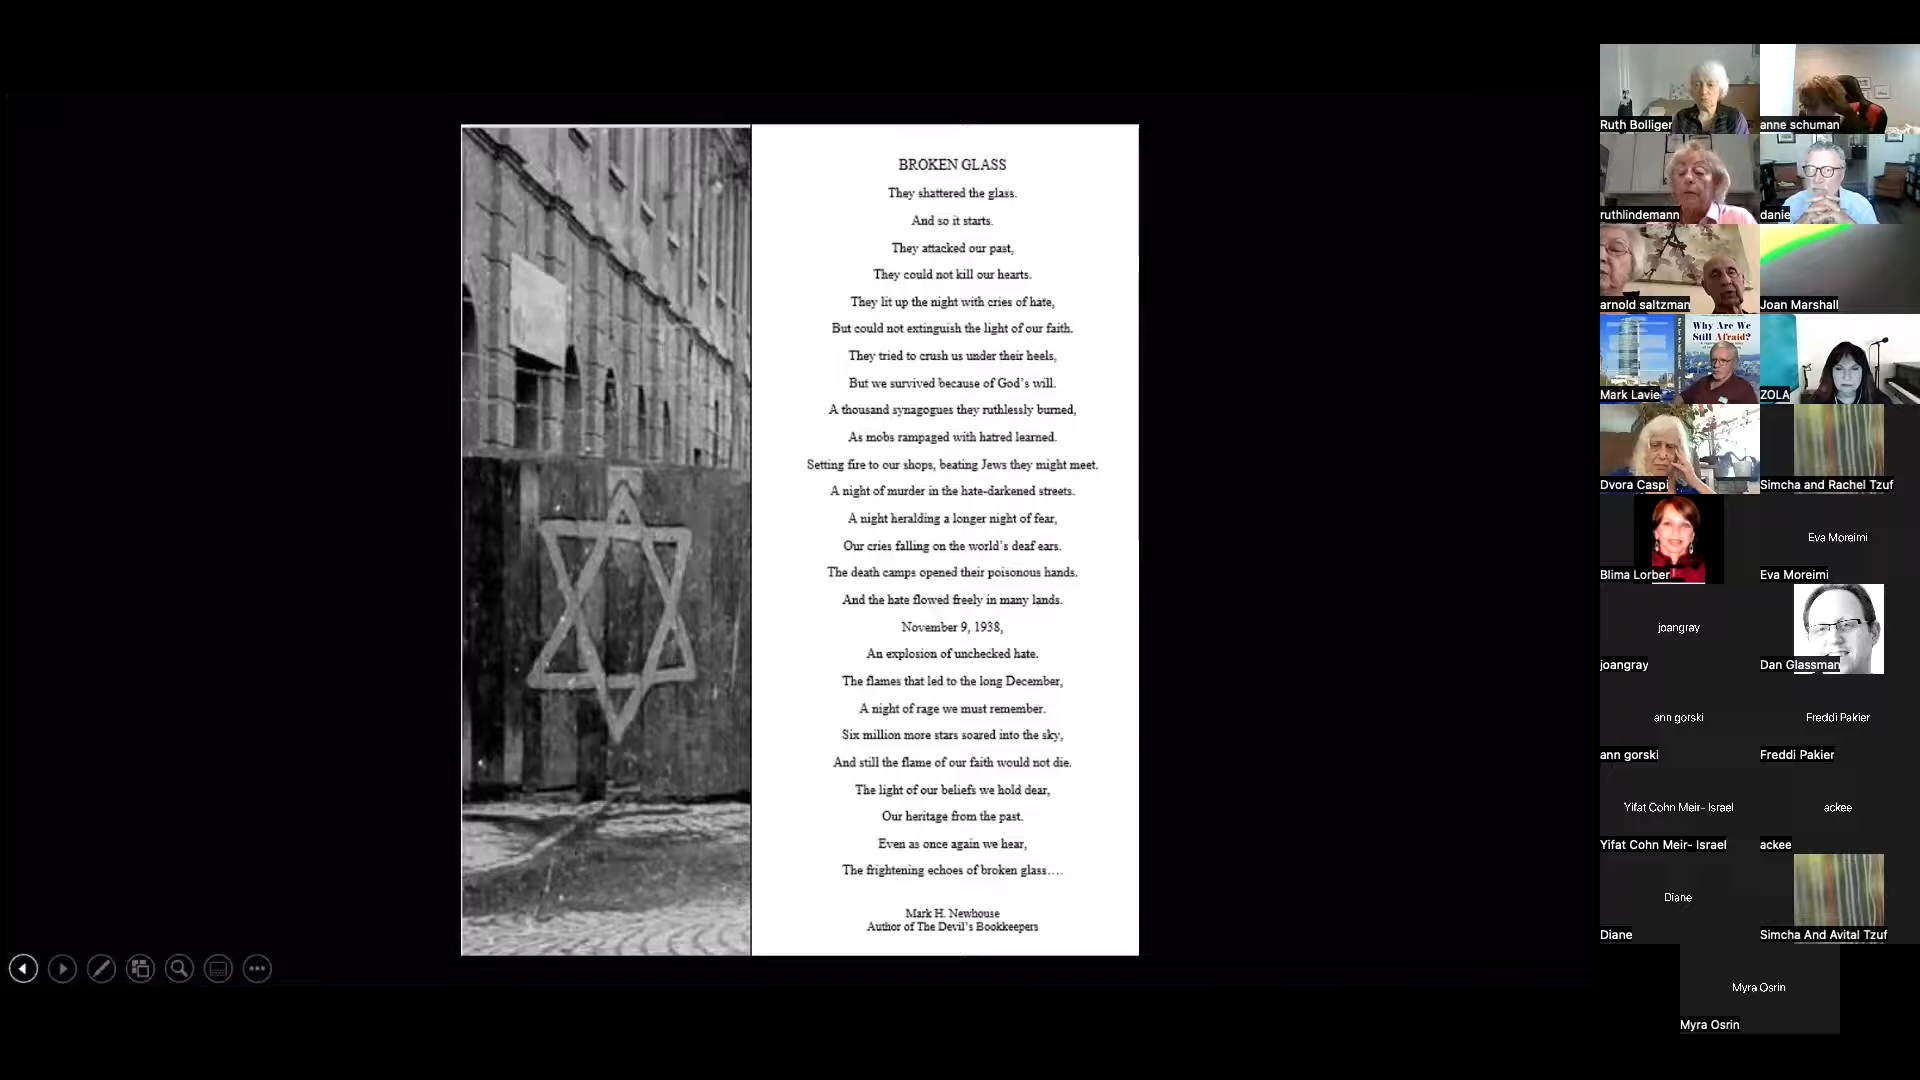 BROKEN GLASS
They shattered the glass.
And so it starts.
They attacked our past,
They could not kill our hearts.
They lit up the night with cries of hate,
But could not extinguish the light of our faith.
They tried to crush us under their heels,
But we survived because of God's will.
A thousand synagogues they ruthlessly burned,
As mobs rampaged with hatred learned.
Setting fire to our shops, beating Jews they might meet.
A night of murder in the hate-darkened streets.
A night heralding a longer night of fear,
Our cries falling on the world's deaf ears.
The death camps opened their poisonous hands.
And the hate flowed freely in many lands.
November 9, 1938,
An explosion of unchecked hate.
The flames that led to the long December,
A night of rage we must remember.
Six million more stars soared into the sky,
And still the flame of our faith would not die.
The light of our beliefs we hold dear,
Our heritage from the past.
Even as once again we hear,
The frightening echoes of broken glass….
Mark H. Newhouse
Author of The Devil's Bookkeepers
Ruth Bolliger
anne schuman
ruthlindemann
danie
arnold saltzman
Joan Marshall
Why Are We
Still Afraid?
Mark Lavie
ZOLA
Dvora Caspi
Simcha and Rachel Tzuf
Blima Lorber
Eva Moreimi
Eva Moreimi
joangray
joangray
Dan Glassman
ann gorski
ann gorski
Freddi Pakier
Freddi Pakier
Yifat Cohn Meir- Israel
Yifat Cohn Meir- Israel
ackee
ackee
Diane
Diane
Simcha And Avital Tzuf
Myra Osrin
Myra Osrin